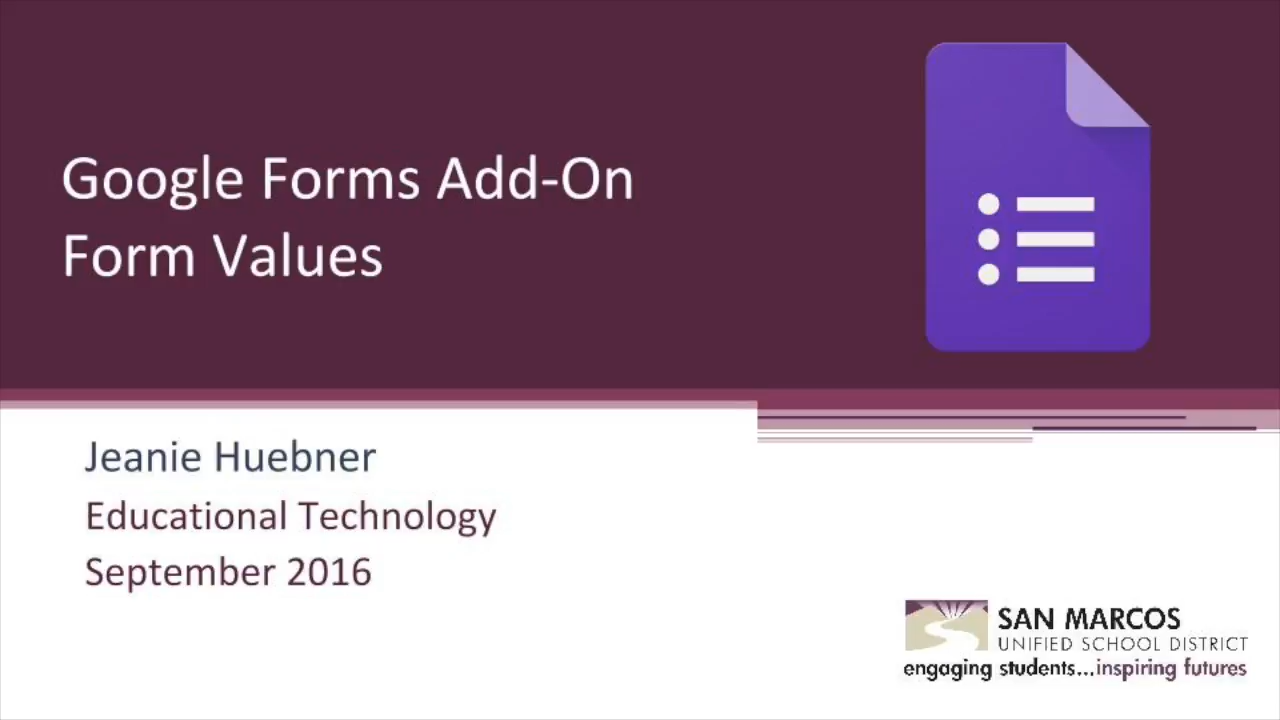 Google Forms Add-On
Form Values
Jeanie Huebner
Educational Technology
September 2016
SAN MARCOS
UNIFIED SCHOOL DISTRICT
engaging students...inspiring futures